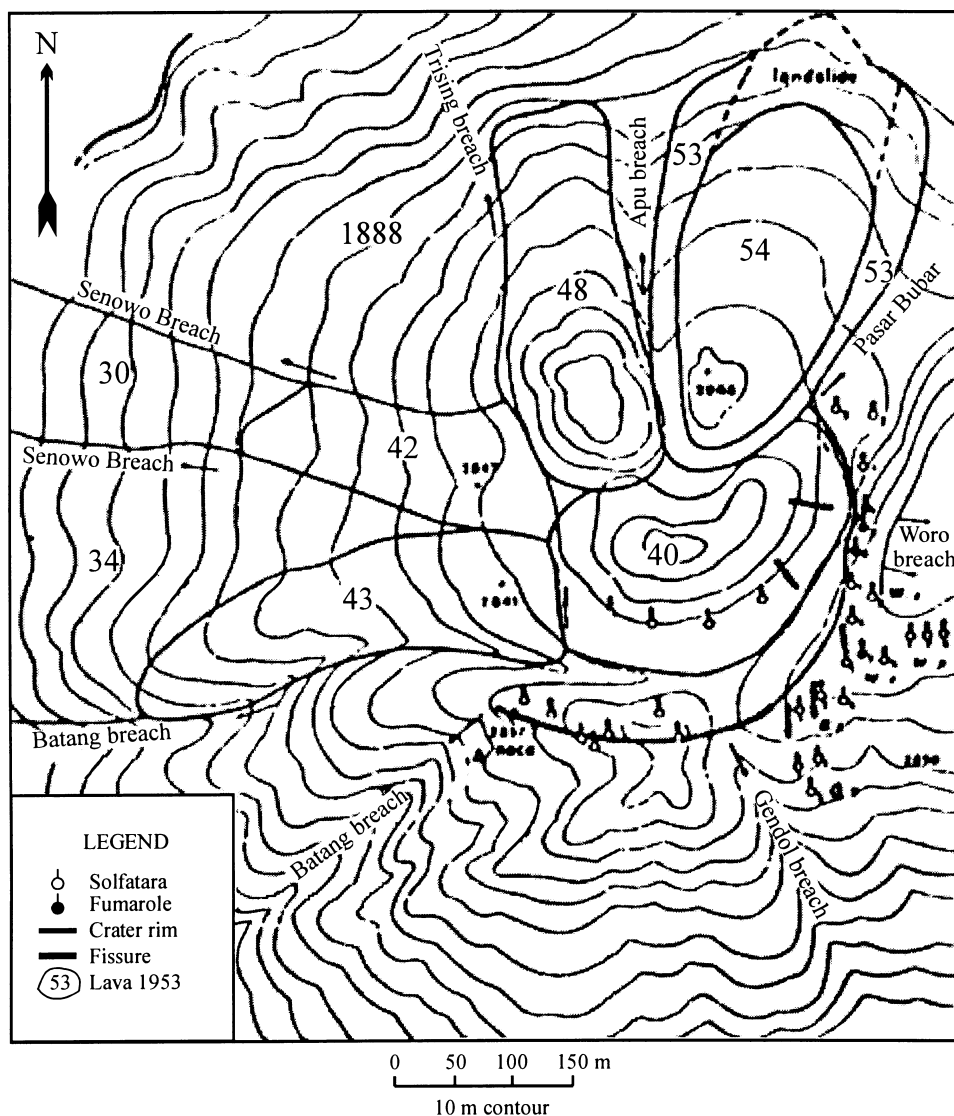 N
Trising breach
landslide
Apu breach
53
1888
54
48
53
Senowo Breach
Pasar Bubar
30
42
Senowo Breach
Woro
breach
34
40
43
Batang breach
Batang breach
Gendol breach
LEGEND
Solfatara
Fumarole
Crater rim
Fissure
53 Lava 1953
0 50 100 150 m
10 m contour